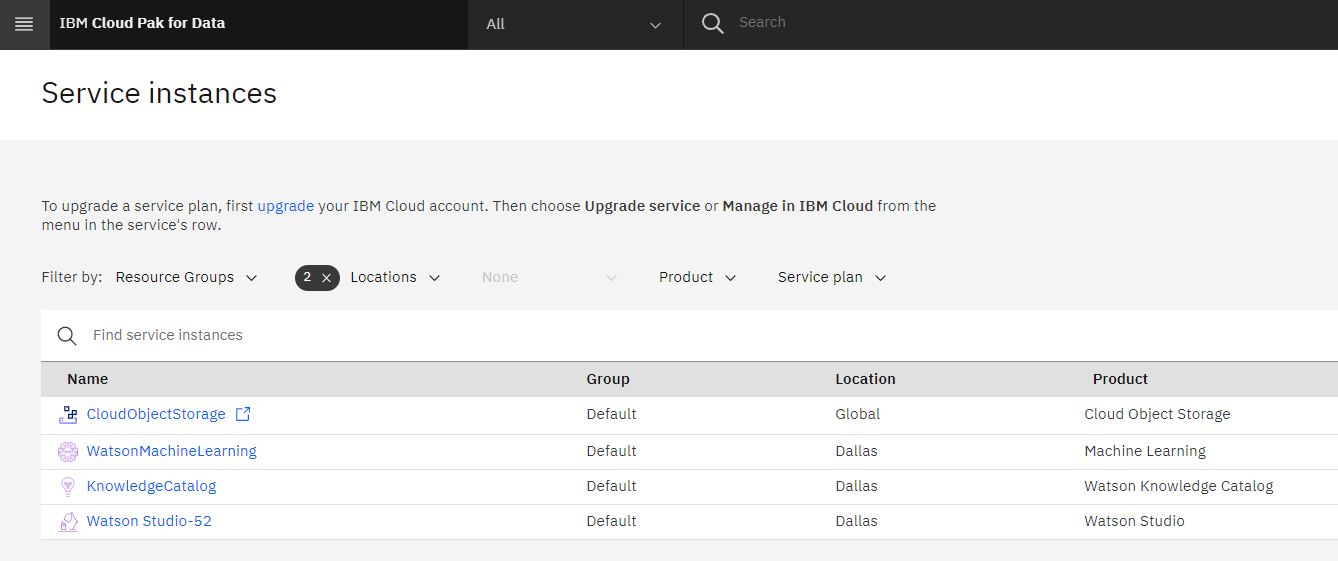 IBM Cloud Pak for Data
All
Search
Service instances
To upgrade a service plan, first upgrade your IBM Cloud account. Then choose Upgrade service or Manage in IBM Cloud from the
menu in the service's row.
Filter by: Resource Groups 2 Locations None Product Service plan
Find service instances
Name Group Location Product
CloudObjectStorage Default Global Cloud Object Storage
WatsonMachineLearning Default Dallas Machine Learning
KnowledgeCatalog Default Dallas Watson Knowledge Catalog
Watson Studio-52 Default Dallas Watson Studio